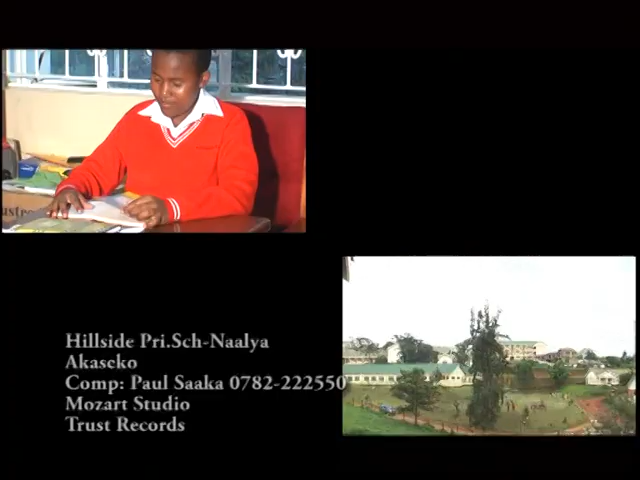 Hillside Pri.Sch-Naalya
Akaseko
Comp: Paul Saaka 0782-222550
Mozart Studio
Trust Records